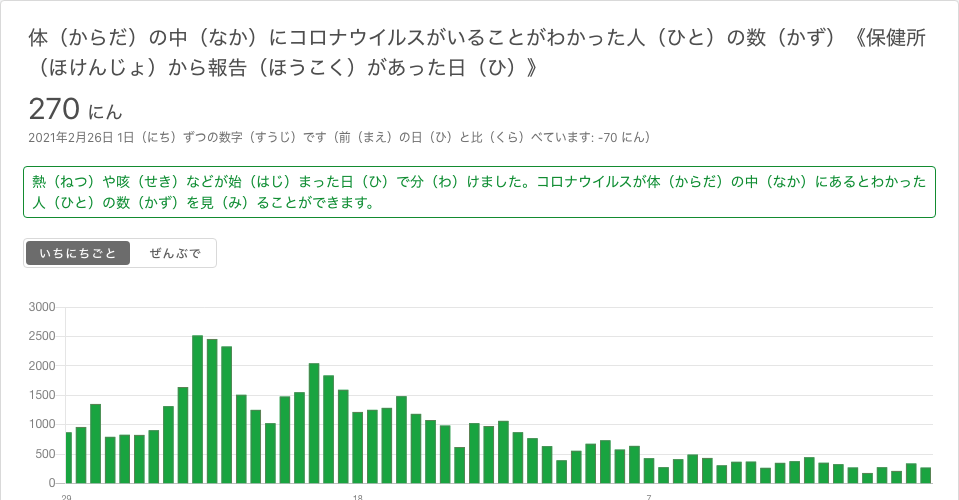 体（からだ）の中（なか）にコロナウイルスがいることがわかった人（ひと）の数（かず）《保健所
（ほけんじょ）から報告（ほうこく）があった日（ひ）》
270 にん
2021年2月26日 1日（にち）ずつの数字（すうじ）です（前（まえ）の日（ひ）と比（くら）べています: -70 にん）
熱（ねつ）や咳（せき）などが始（はじ）まった日（ひ）で分（わ）けました。コロナウイルスが体（からだ）の中（なか）にあるとわかった
人（ひと）の数（かず）を見（み）ることができます。
いちにちごと ぜんぶで
3000
2500
2000
1500
1000
500
0
29 18 7